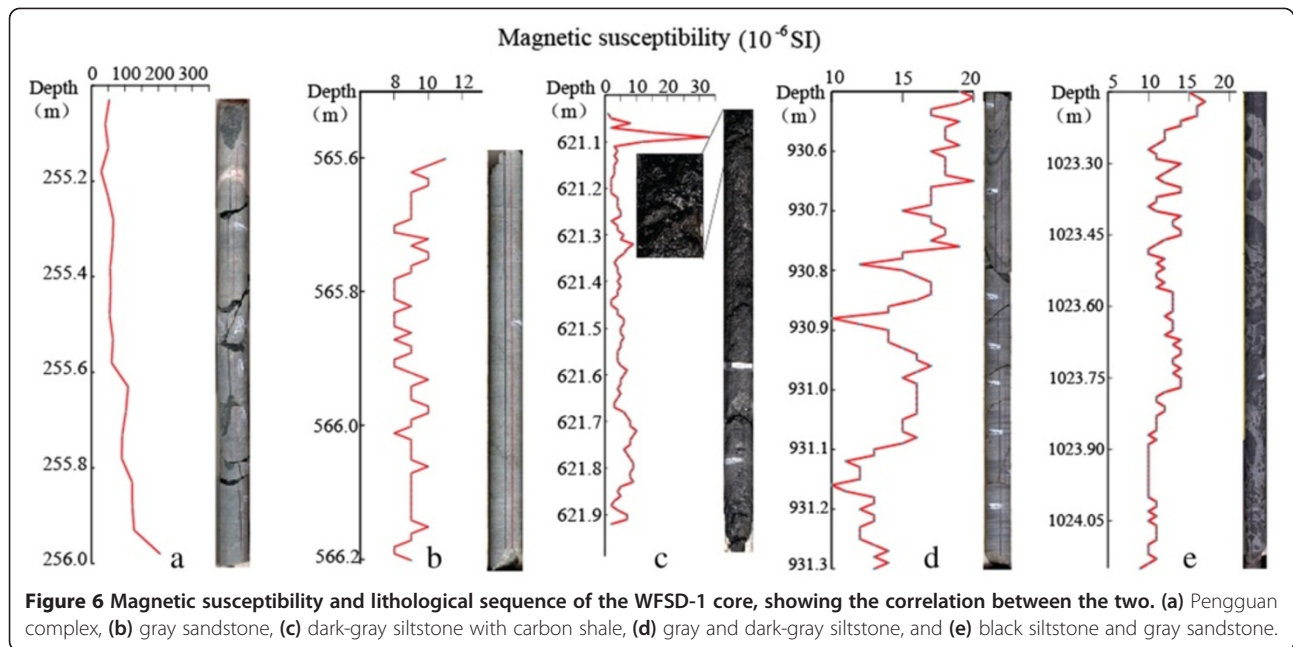 Magnetic susceptibility (10⁻⁶SI)
0 100 200 300
Depth
(m)
255.2
255.4
255.6
255.8
256.0
a
8 10 12
Depth
(m)
565.6
565.8
566.0
566.2
b
0 10 20 30
Depth
(m)
621.1
621.2
621.3
621.4
621.5
621.6
621.7
621.8
621.9
c
10 15 20
Depth
(m)
930.6
930.7
930.8
930.9
931.0
931.1
931.2
931.3
d
5 10 15 20
Depth
(m)
1023.30
1023.45
1023.60
1023.75
1023.90
1024.05
e
Figure 6 Magnetic susceptibility and lithological sequence of the WFSD-1 core, showing the correlation between the two. (a) Pengguan
complex, (b) gray sandstone, (c) dark-gray siltstone with carbon shale, (d) gray and dark-gray siltstone, and (e) black siltstone and gray sandstone.